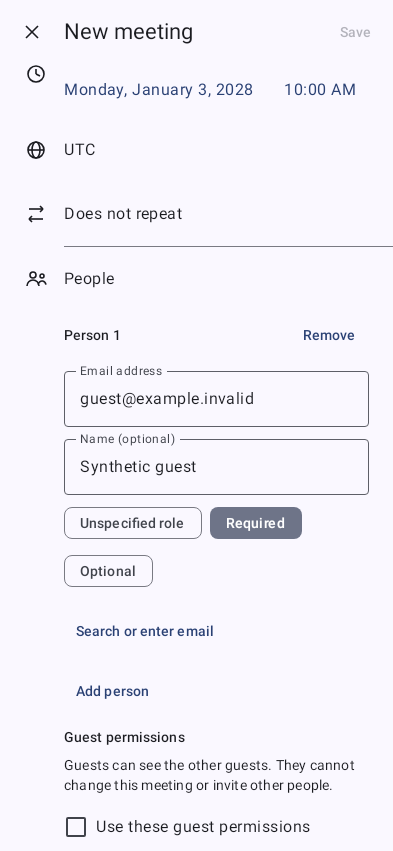 New meeting
Save
Monday, January 3, 2028
10:00 AM
UTC
Does not repeat
People
Person 1
Remove
Email address
guest@example.invalid
Name (optional)
Synthetic guest
Unspecified role
Required
Optional
Search or enter email
Add person
Guest permissions
Guests can see the other guests. They cannot
change this meeting or invite other people.
Use these guest permissions